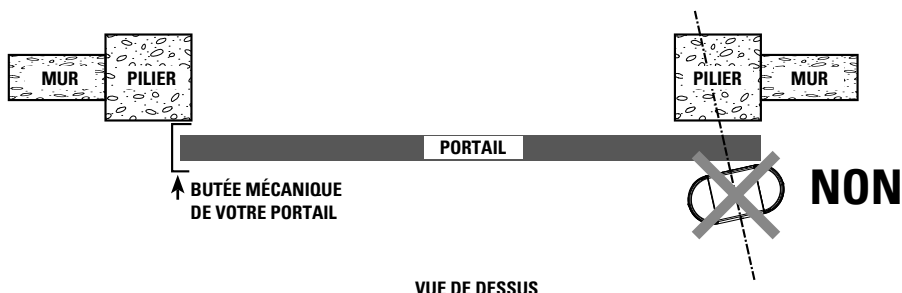 MUR
PILIER
PILIER
MUR
PORTAIL
NON
BUTÉE MÉCANIQUE
DE VOTRE PORTAIL
VUE DE DESSUS